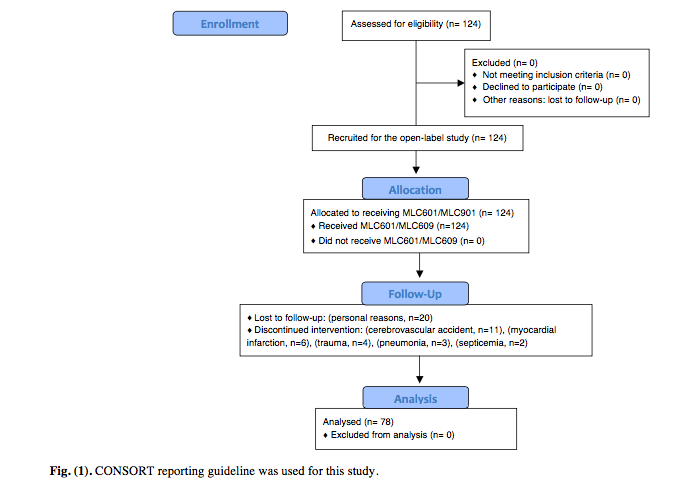 Enrollment
Assessed for eligibility (n= 124)
Excluded (n= 0)
♦ Not meeting inclusion criteria (n= 0)
♦ Declined to participate (n= 0)
♦ Other reasons: lost to follow-up (n= 0)
Recruited for the open-label study (n= 124)
Allocation
Allocated to receiving MLC601/MLC901 (n= 124)
♦ Received MLC601/MLC609 (n=124)
♦ Did not receive MLC601/MLC609 (n= 0)
Follow-Up
♦ Lost to follow-up: (personal reasons, n=20)
♦ Discontinued intervention: (cerebrovascular accident, n=11), (myocardial
infarction, n=6), (trauma, n=4), (pneumonia, n=3), (septicemia, n=2)
Analysis
Analysed (n= 78)
♦ Excluded from analysis (n= 0)
Fig. (1). CONSORT reporting guideline was used for this study.